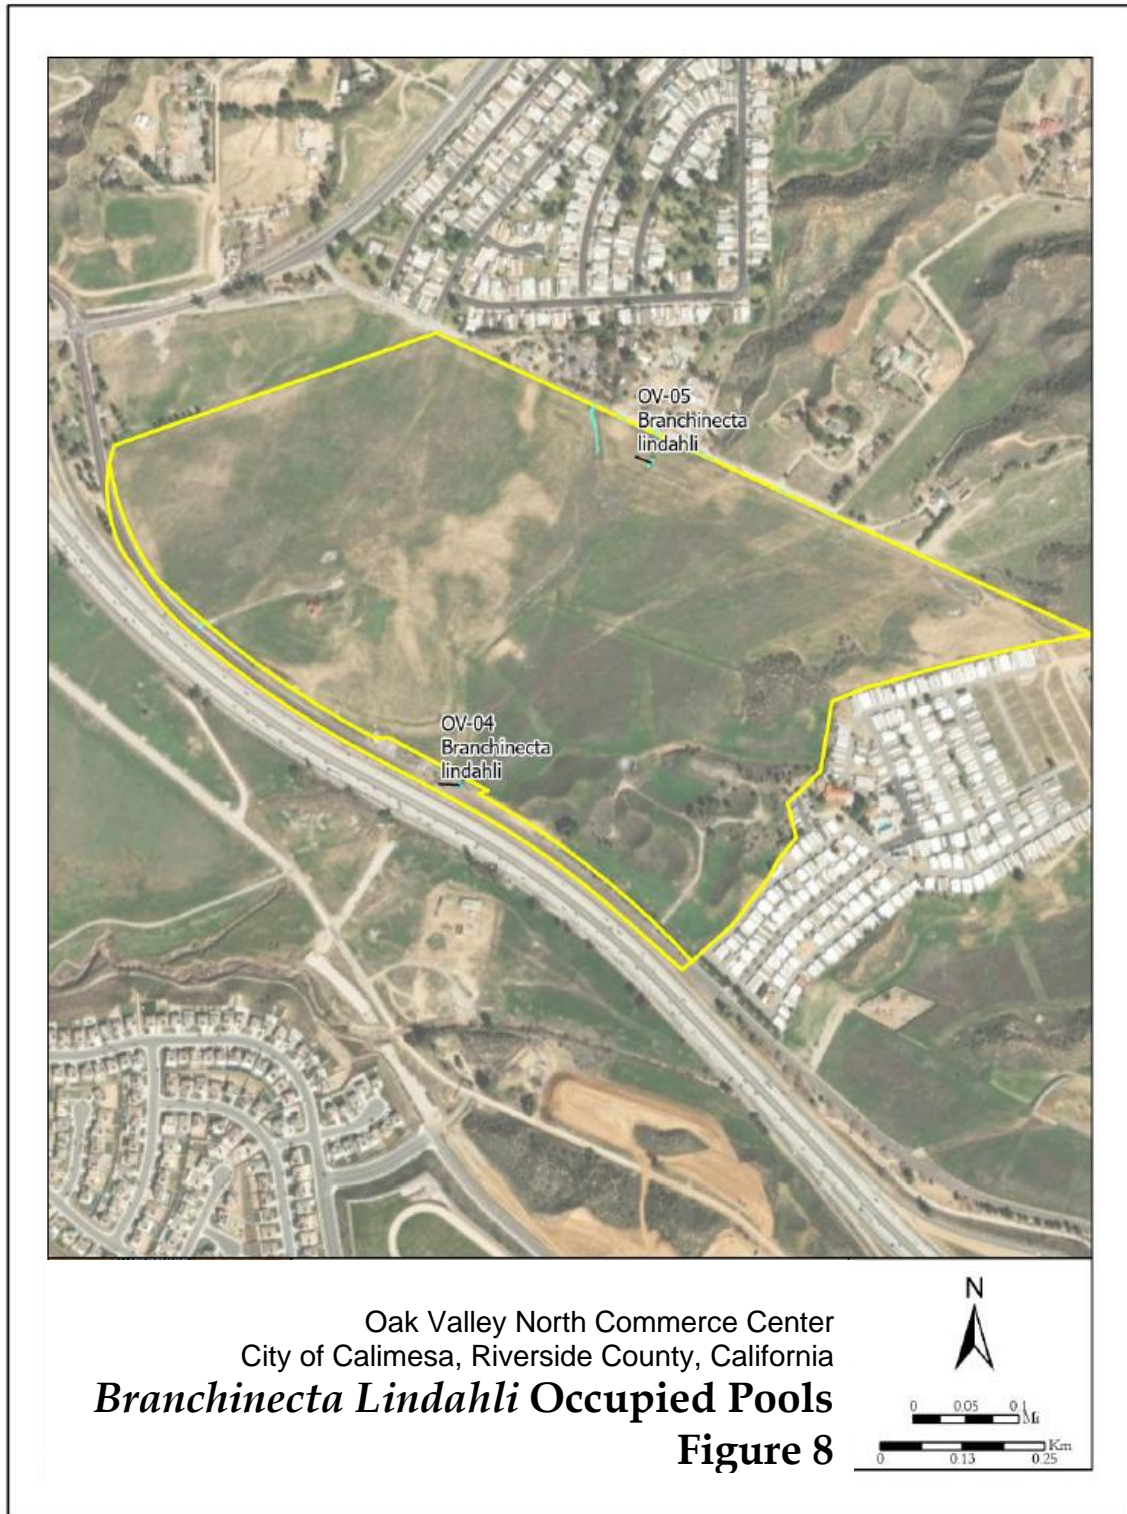 OV-05
Branchinecta
lindahli
OV-04
Branchinecta
lindahli
Oak Valley North Commerce Center
City of Calimesa, Riverside County, California
Branchinecta Lindahli Occupied Pools
Figure 8
N
0 0.05 0.1
Mi
Km
0 0.13 0.25